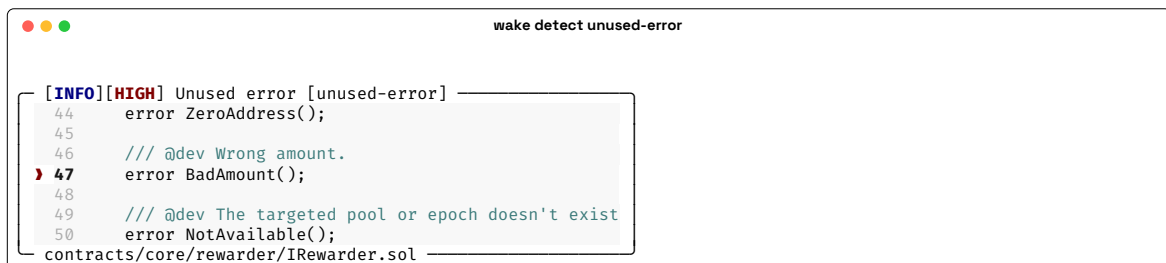 wake detect unused-error
[INFO][HIGH] Unused error [unused-error]
44 error ZeroAddress();
45
46 /// @dev Wrong amount.
❱ 47 error BadAmount();
48
49 /// @dev The targeted pool or epoch doesn't exist
50 error NotAvailable();
contracts/core/rewarder/IRewarder.sol